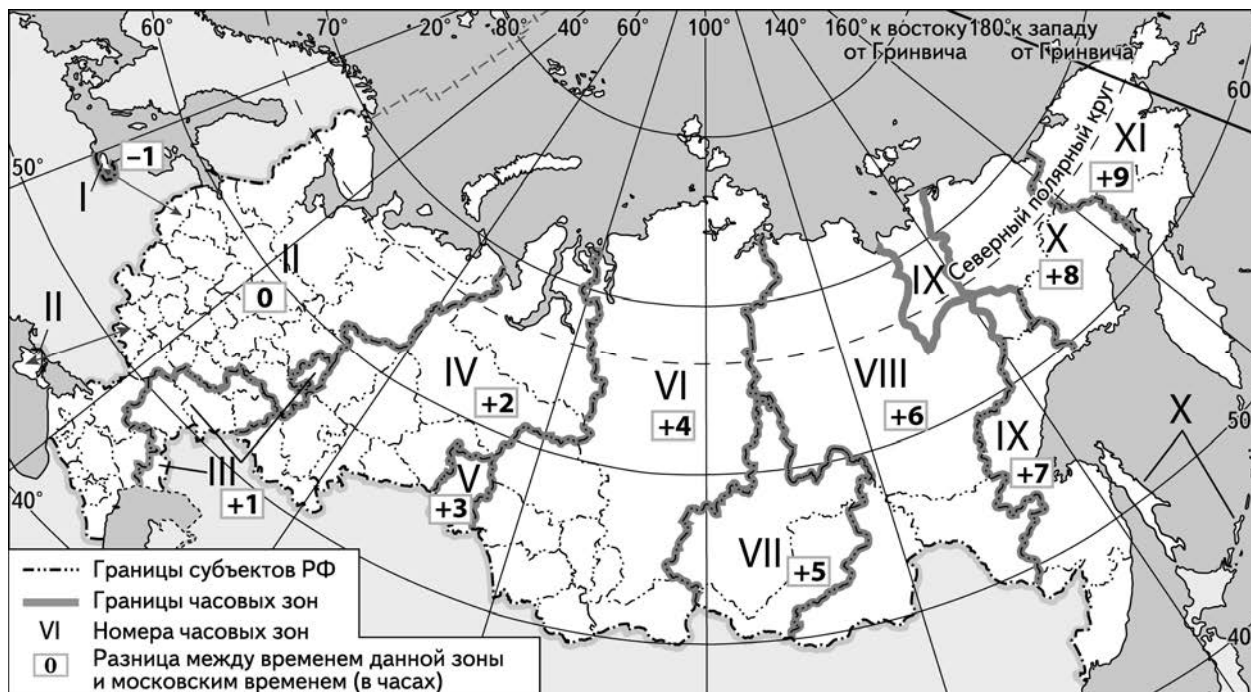 60° 70° 20° 40° 60° 100° 140° 160° к востоку от Гринвича 180° к западу от Гринвича
60°
50°
−1
I
II
0
II
III
+1
IV
+2
V
+3
VI
+4
VII
+5
VIII
+6
IX
IX
+7
X
+8
XI
+9
X
Северный полярный круг
40°
50°
40°
Границы субъектов РФ
Границы часовых зон
VI Номера часовых зон
0 Разница между временем данной зоны
и московским временем (в часах)